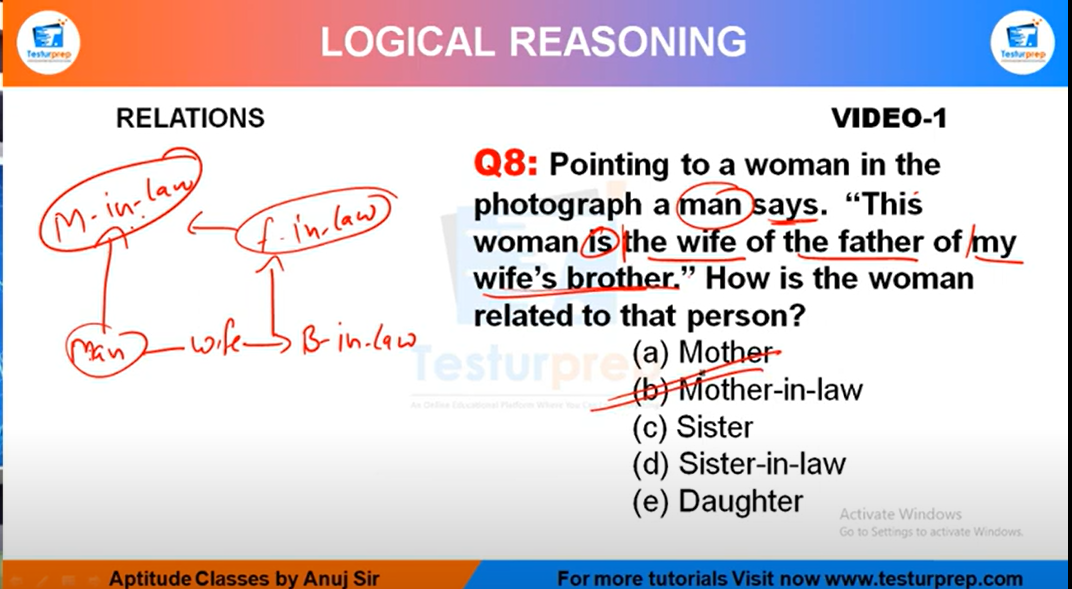 Testurprep
LOGICAL REASONING
Testurprep
RELATIONS
VIDEO-1
M-in-law
f-in-law
Man wife B-in-law
Q8: Pointing to a woman in the
photograph a man says. “This
woman is the wife of the father of my
wife’s brother.” How is the woman
related to that person?
(a) Mother
(b) Mother-in-law
(c) Sister
(d) Sister-in-law
(e) Daughter
Testurprep
An Online Educational Platform Where You Can
Activate Windows
Go to Settings to activate Windows.
Aptitude Classes by Anuj Sir
For more tutorials Visit now www.testurprep.com